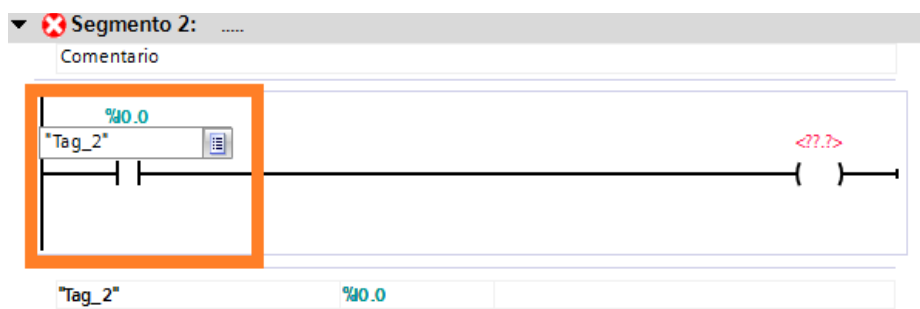 Segmento 2: .....
Comentario
%I0.0
"Tag_2"
<??.?>
"Tag_2" %I0.0